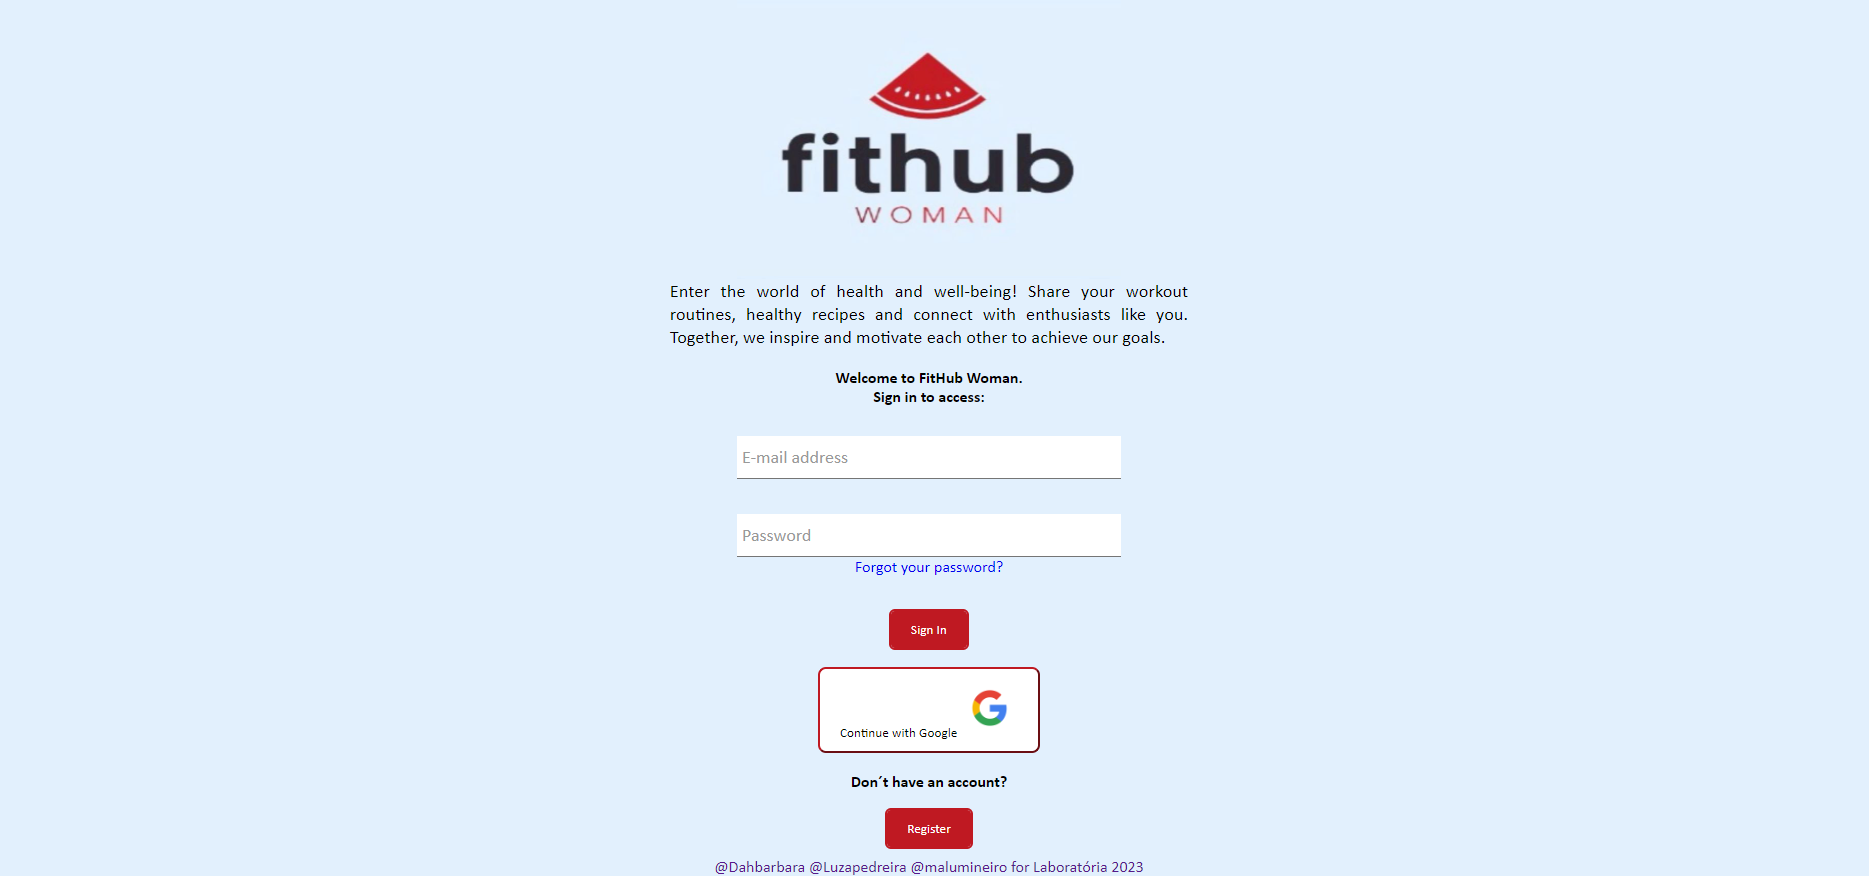 fithub
WOMAN
Enter the world of health and well-being! Share your workout
routines, healthy recipes and connect with enthusiasts like you.
Together, we inspire and motivate each other to achieve our goals.
Welcome to FitHub Woman.
Sign in to access:
E-mail address
Password
Forgot your password?
Sign In
Continue with Google
Don´t have an account?
Register
@Dahbarbara @Luzapedreira @malumineiro for Laboratória 2023